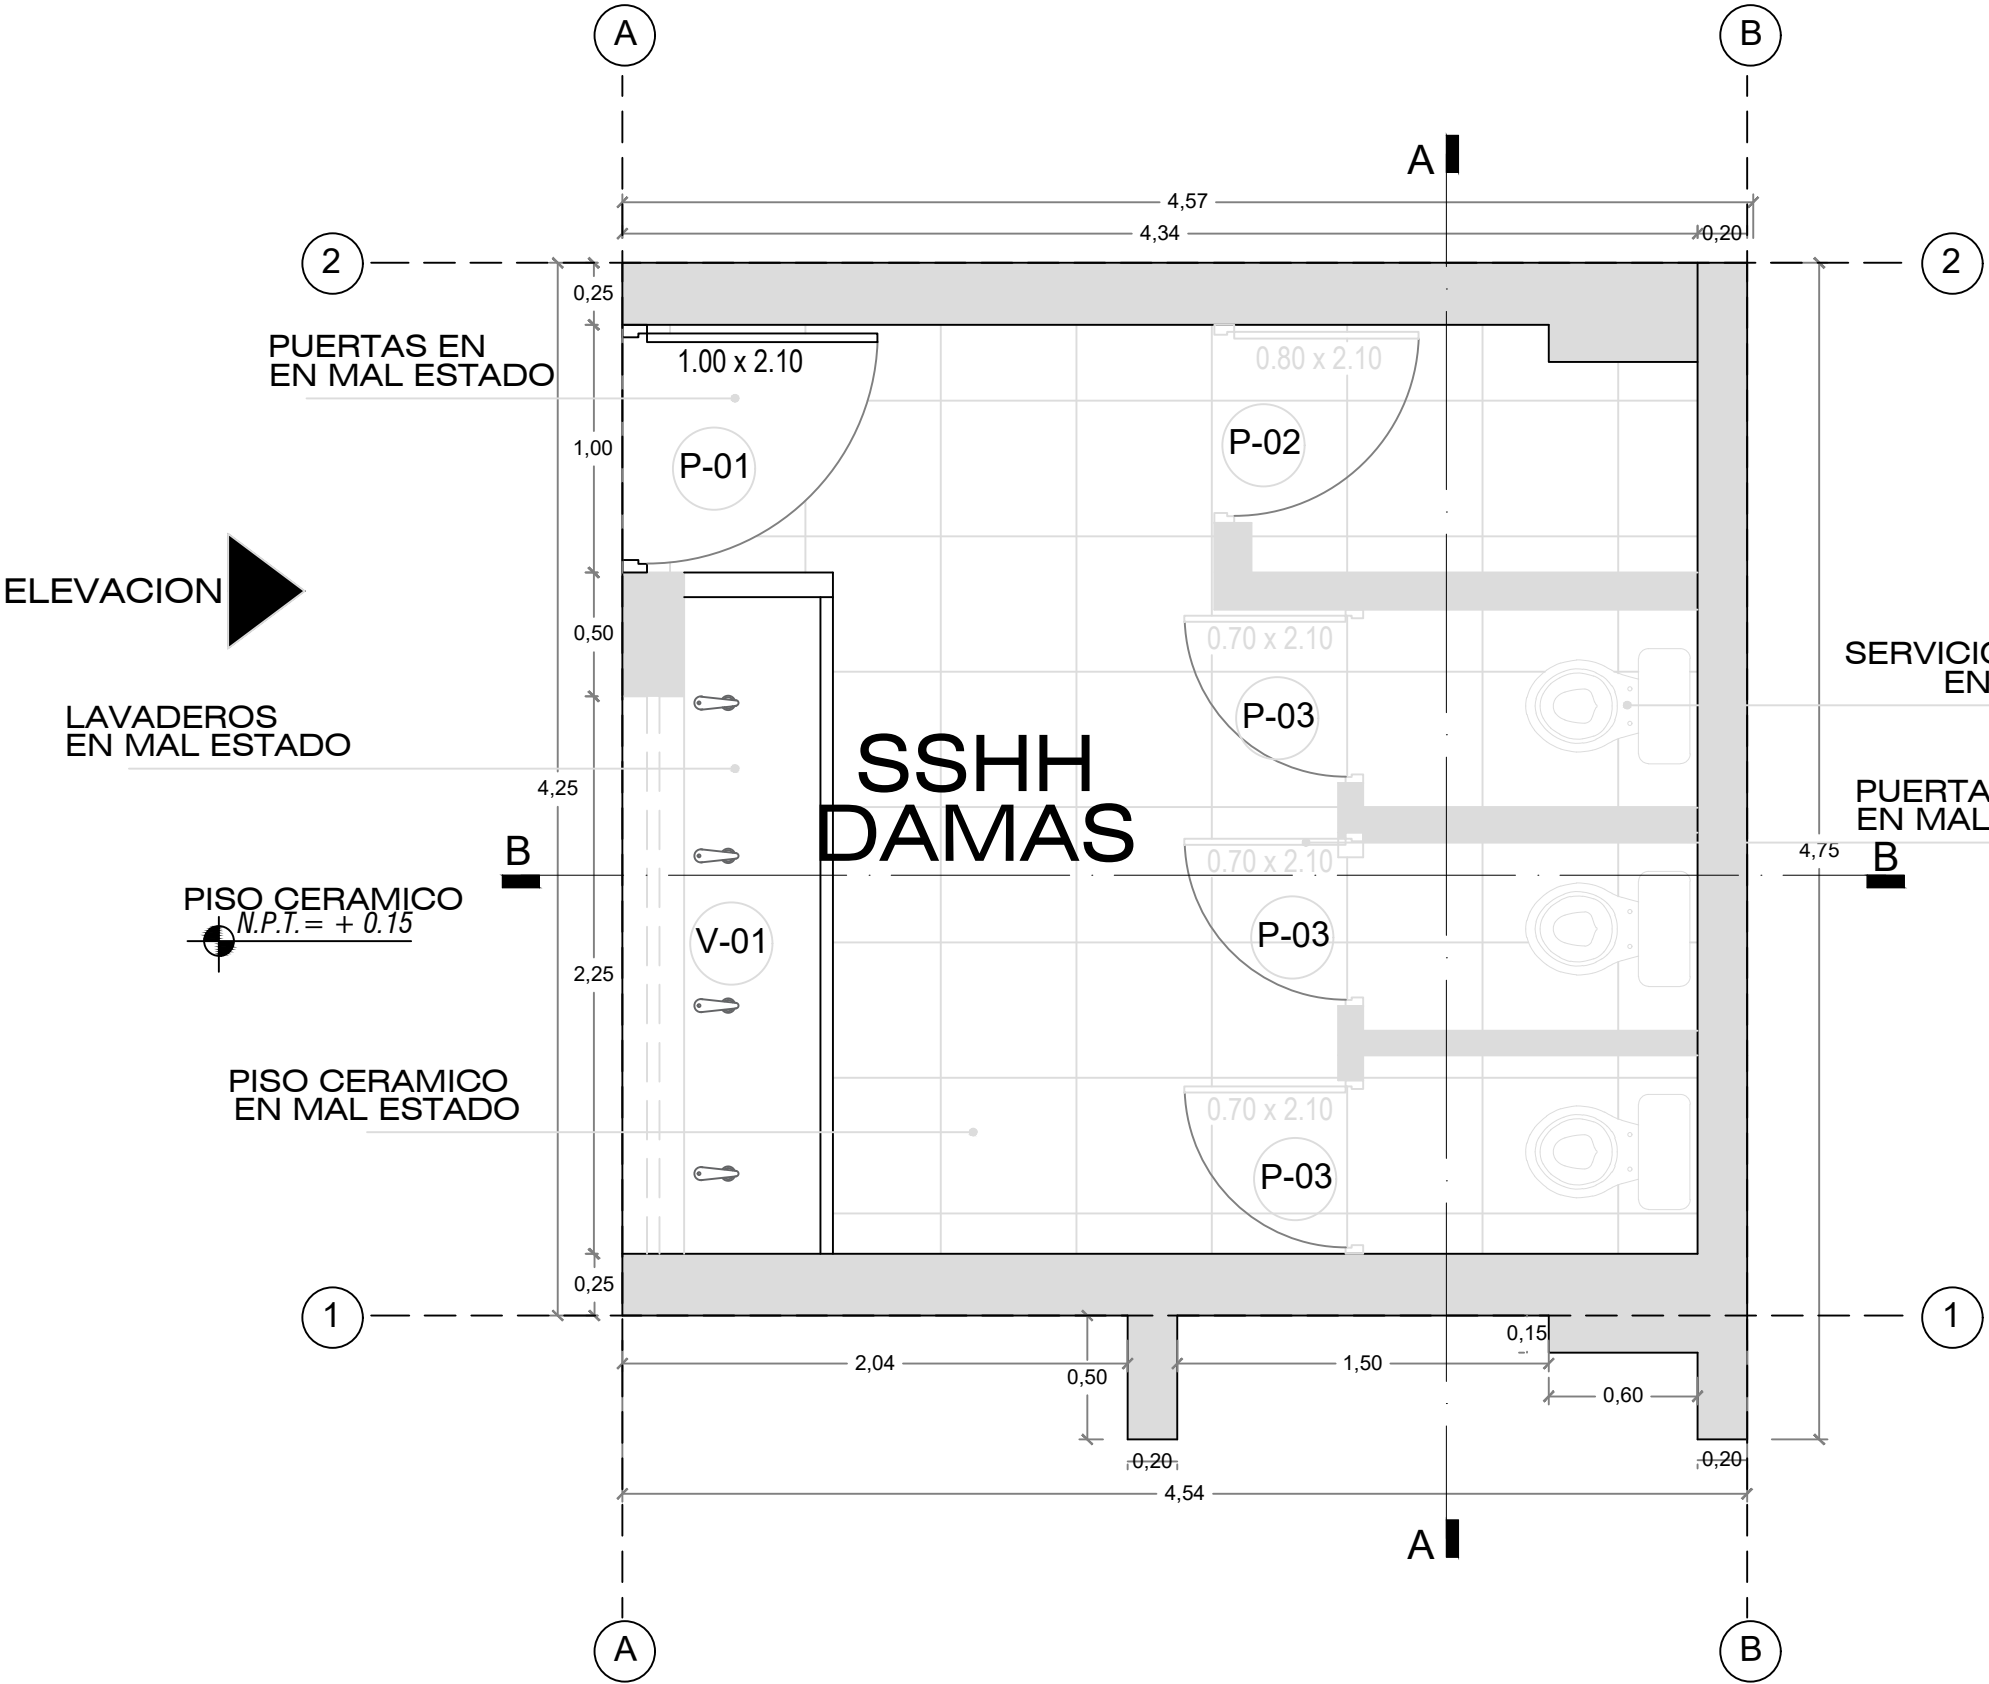 A
B
A
4,57
4,34
0,20
2
2
0,25
PUERTAS EN
EN MAL ESTADO
1.00 x 2.10
0.80 x 2.10
1,00
P-01
P-02
ELEVACION
0,50
0.70 x 2.10
SERVICIO
EN
LAVADEROS
EN MAL ESTADO
P-03
SSHH
DAMAS
4,25
PUERTA
EN MAL
4,75
B
B
0.70 x 2.10
PISO CERAMICO
N.P.T.= + 0.15
V-01
P-03
2,25
PISO CERAMICO
EN MAL ESTADO
0.70 x 2.10
P-03
0,25
1
1
0,15
2,04
0,50
1,50
0,60
0,20
0,20
4,54
A
A
B